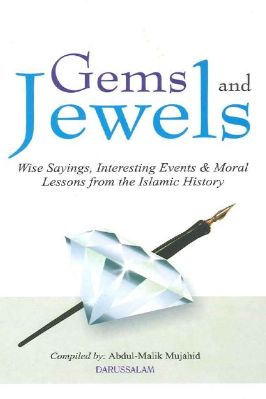 Gems and
Jewels
Wise Sayings, Interesting Events & Moral
Lessons from the Islamic History
Compiled by: Abdul-Malik Mujahid
DARUSSALAM